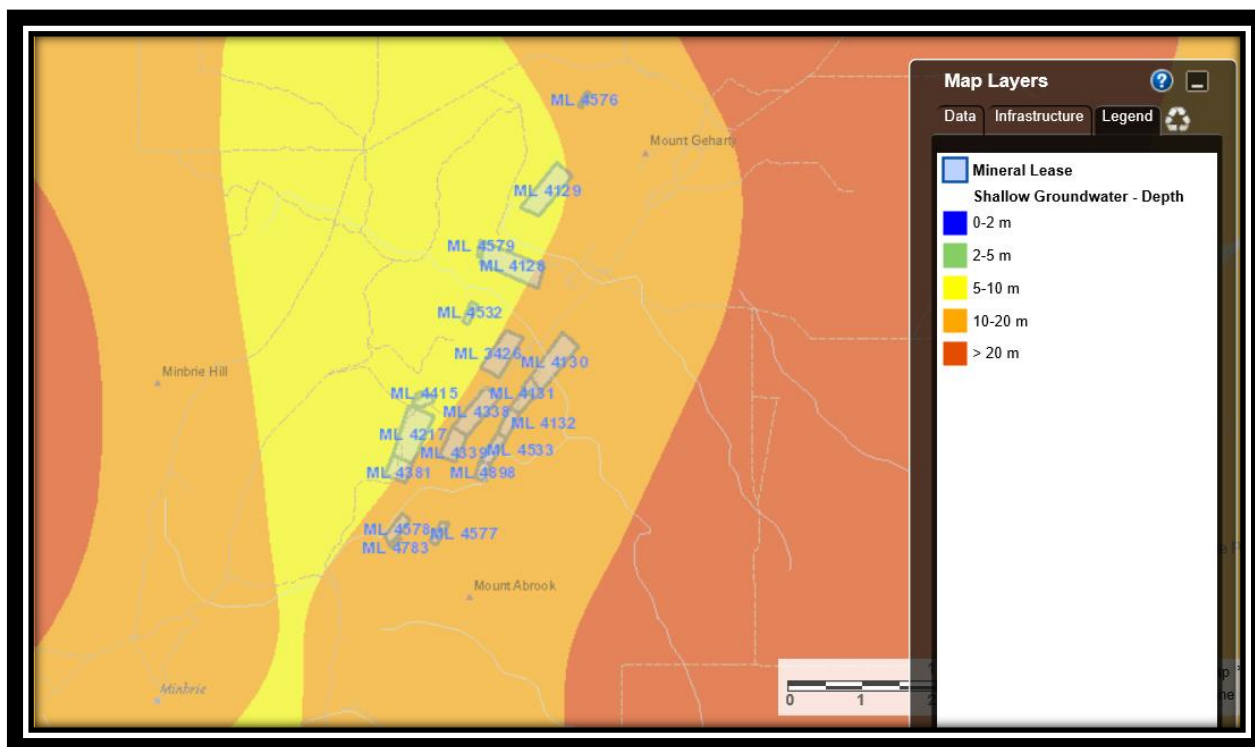 ML 4576
Mount Geharty
ML 4129
ML 4579
ML 4128
ML 4532
ML 3426
ML 4130
Minbrie Hill
ML 4415
ML 4131
ML 4338
ML 4132
ML 4217
ML 4339
ML 4533
ML 4381
ML 4898
ML 4578
ML 4577
ML 4783
Mount Abrook
Minbrie
0 1 2
Map Layers
Data Infrastructure Legend
Mineral Lease
Shallow Groundwater - Depth
0-2 m
2-5 m
5-10 m
10-20 m
> 20 m